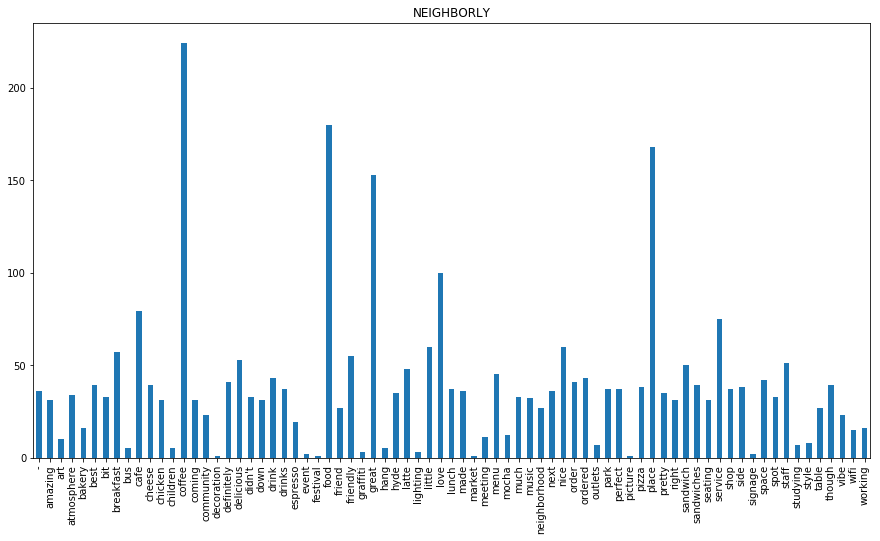 NEIGHBORLY
200
150
100
50
0
-
amazing
art
atmosphere
bakery
best
bit
breakfast
bus
cafe
cheese
chicken
children
coffee
coming
community
decoration
definitely
delicious
didn't
down
drink
drinks
espresso
event
festival
food
friend
friendly
graffiti
great
hang
hyde
latte
lighting
little
love
lunch
made
market
meeting
menu
mocha
much
music
neighborhood
next
nice
order
ordered
outlets
park
perfect
picture
pizza
place
pretty
right
sandwich
sandwiches
seating
service
shop
side
signage
space
spot
staff
studying
style
table
though
vibe
wifi
working